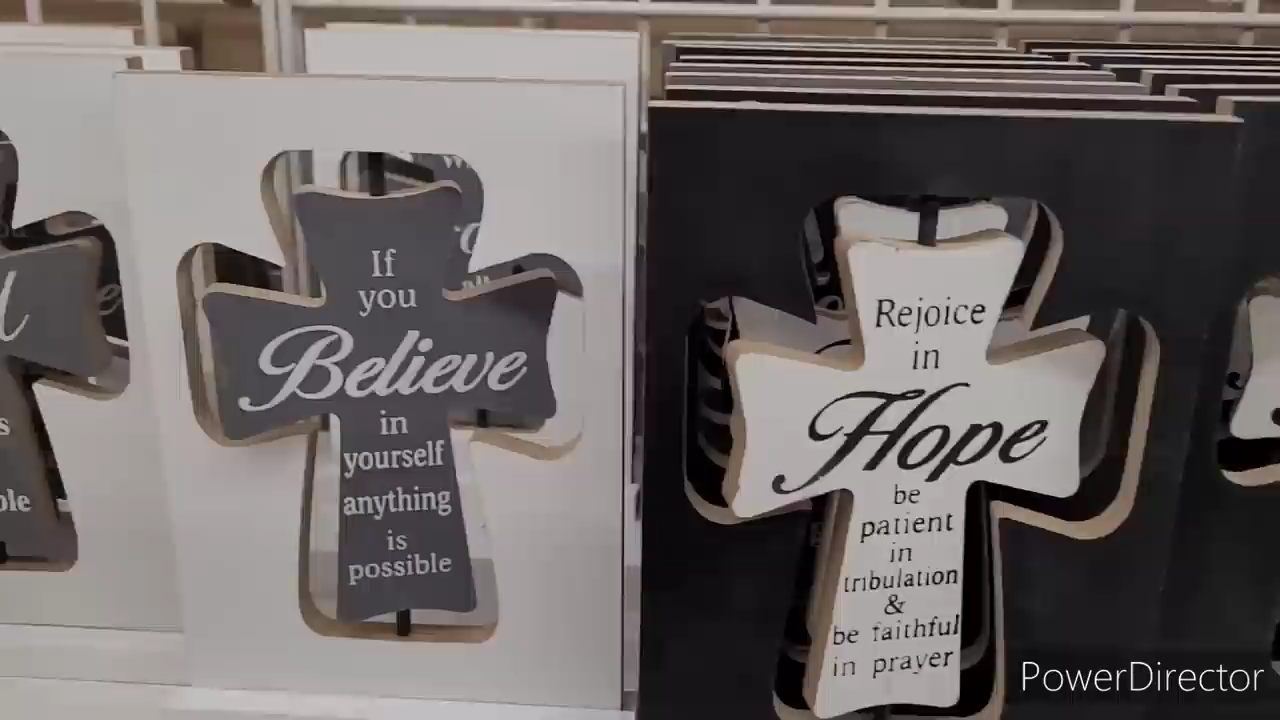 If
you
Believe
in
yourself
anything
is
possible
Rejoice
in
Hope
be
patient
in
tribulation
&
be faithful
in prayer
PowerDirector